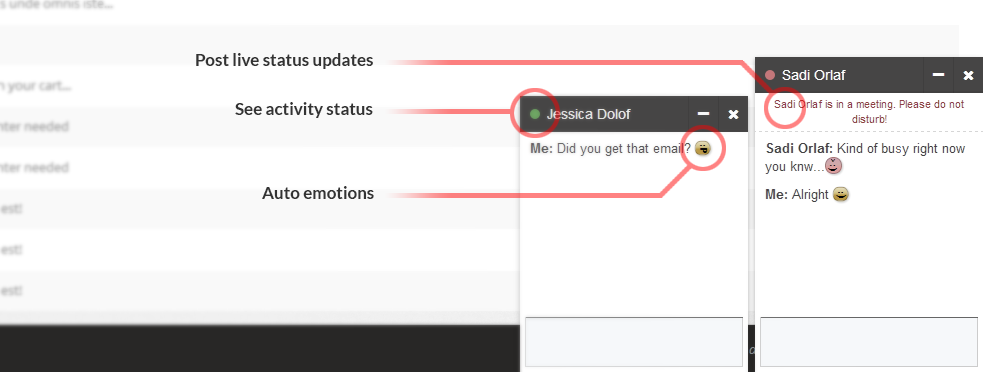 s unde omnis iste...
n your cart...
nter needed
nter needed
est!
est!
est!
Post live status updates
See activity status
Auto emotions
Jessica Dolof
Me: Did you get that email?
Sadi Orlaf
Sadi Orlaf is in a meeting. Please do not
disturb!
Sadi Orlaf: Kind of busy right now
you knw...
Me: Alright